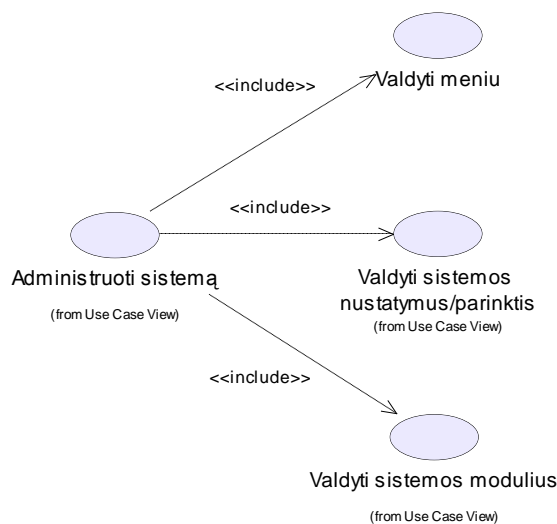 <<include>>
Valdyti meniu
<<include>>
Administruoti sistemą
(from Use Case View)
Valdyti sistemos
nustatymus/parinktis
(from Use Case View)
<<include>>
Valdyti sistemos modulius
(from Use Case View)